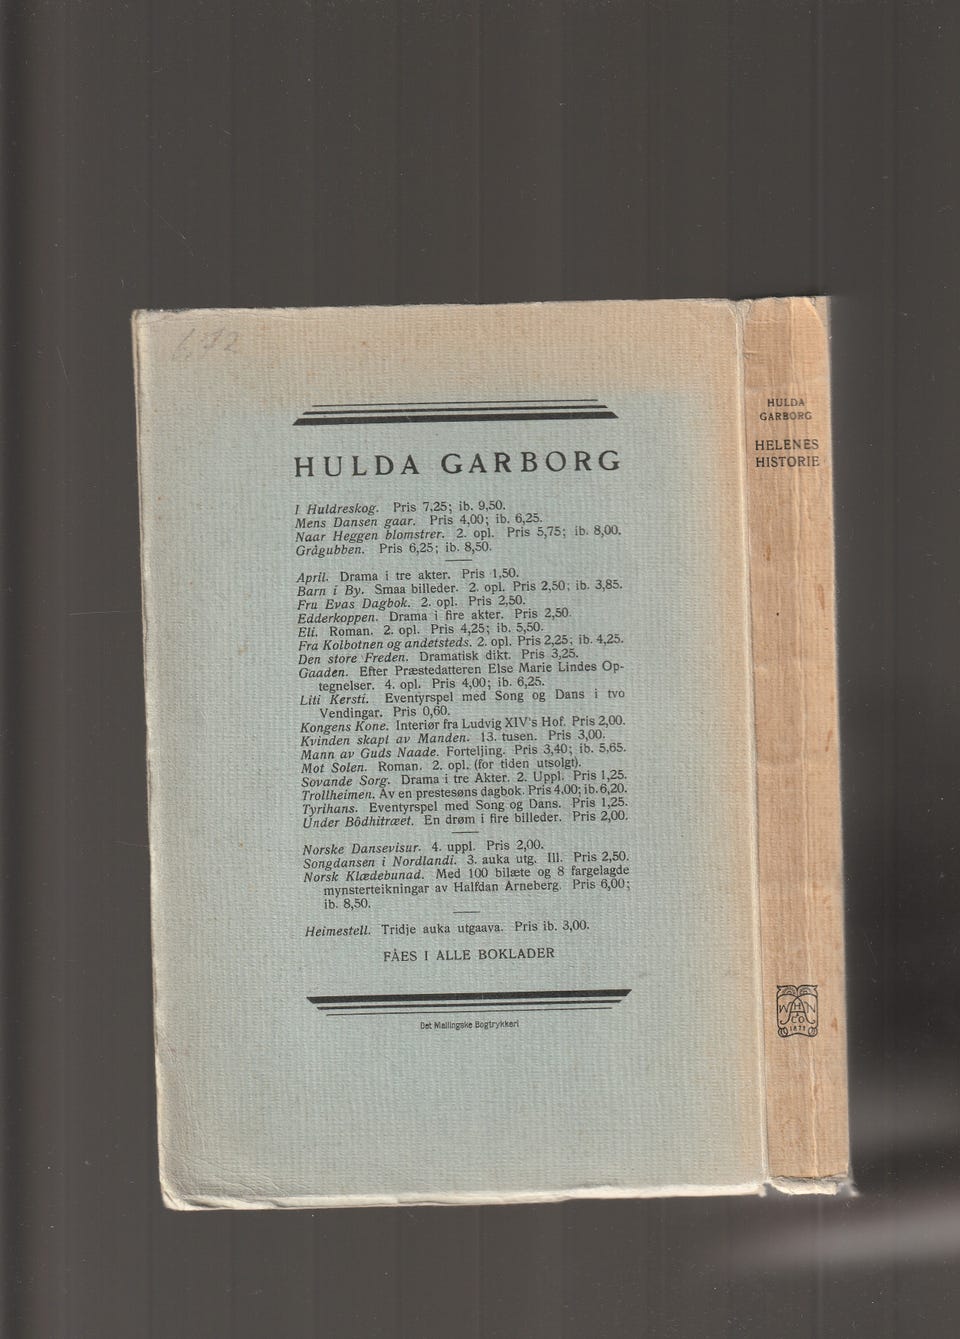 HULDA GARBORG
I Huldreskog. Pris 7,25; ib. 9,50.
Mens Dansen gaar. Pris 4,00; ib. 6,25.
Naar Heggen blomstrer. 2. opl. Pris 5,75; ib. 8,00.
Grågubben. Pris 6,25; ib. 8,50.
April. Drama i tre akter. Pris 1,50.
Barn i By. Smaa billeder. 2. opl. Pris 2,50; ib. 3,85.
Fru Evas Dagbok. 2. opl. Pris 2,50.
Edderkoppen. Drama i fire akter. Pris 2,50.
Eli. Roman. 2. opl. Pris 4,25; ib. 5,50.
Fra Kolbotnen og andetsteds. 2. opl. Pris 2,25; ib. 4,25.
Den store Freden. Dramatisk dikt. Pris 3,25.
Gaaden. Efter Præstedatteren Else Marie Lindes Op-
tegnelser. 4. opl. Pris 4,00; ib. 6,25.
Liti Kersti. Eventyrspel med Song og Dans i tvo
Vendingar. Pris 0,60.
Kongens Kone. Interiør fra Ludvig XIV's Hof. Pris 2,00.
Kvinden skapt av Manden. 13. tusen. Pris 3,00.
Mann av Guds Naade. Forteljing. Pris 3,40; ib. 5,65.
Mot Solen. Roman. 2. opl. (for tiden utsolgt).
Sovande Sorg. Drama i tre Akter. 2. Uppl. Pris 1,25.
Trollheimen. Av en prestesøns dagbok. Pris 4,00; ib. 6,20.
Tyrihans. Eventyrspel med Song og Dans. Pris 1,25.
Under Bôdhitræet. En drøm i fire billeder. Pris 2,00.
Norske Dansevisur. 4. uppl. Pris 2,00.
Songdansen i Nordlandi. 3. auka utg. Ill. Pris 2,50.
Norsk Klædebunad. Med 100 bilæte og 8 fargelagde
mynsterteikningar av Halfdan Arneberg. Pris 6,00;
ib. 8,50.
Heimestell. Tridje auka utgaava. Pris ib. 3,00.
FÅES I ALLE BOKLADER
Det Mallingske Bogtrykkeri
HULDA
GARBORG
HELENES
HISTORIE